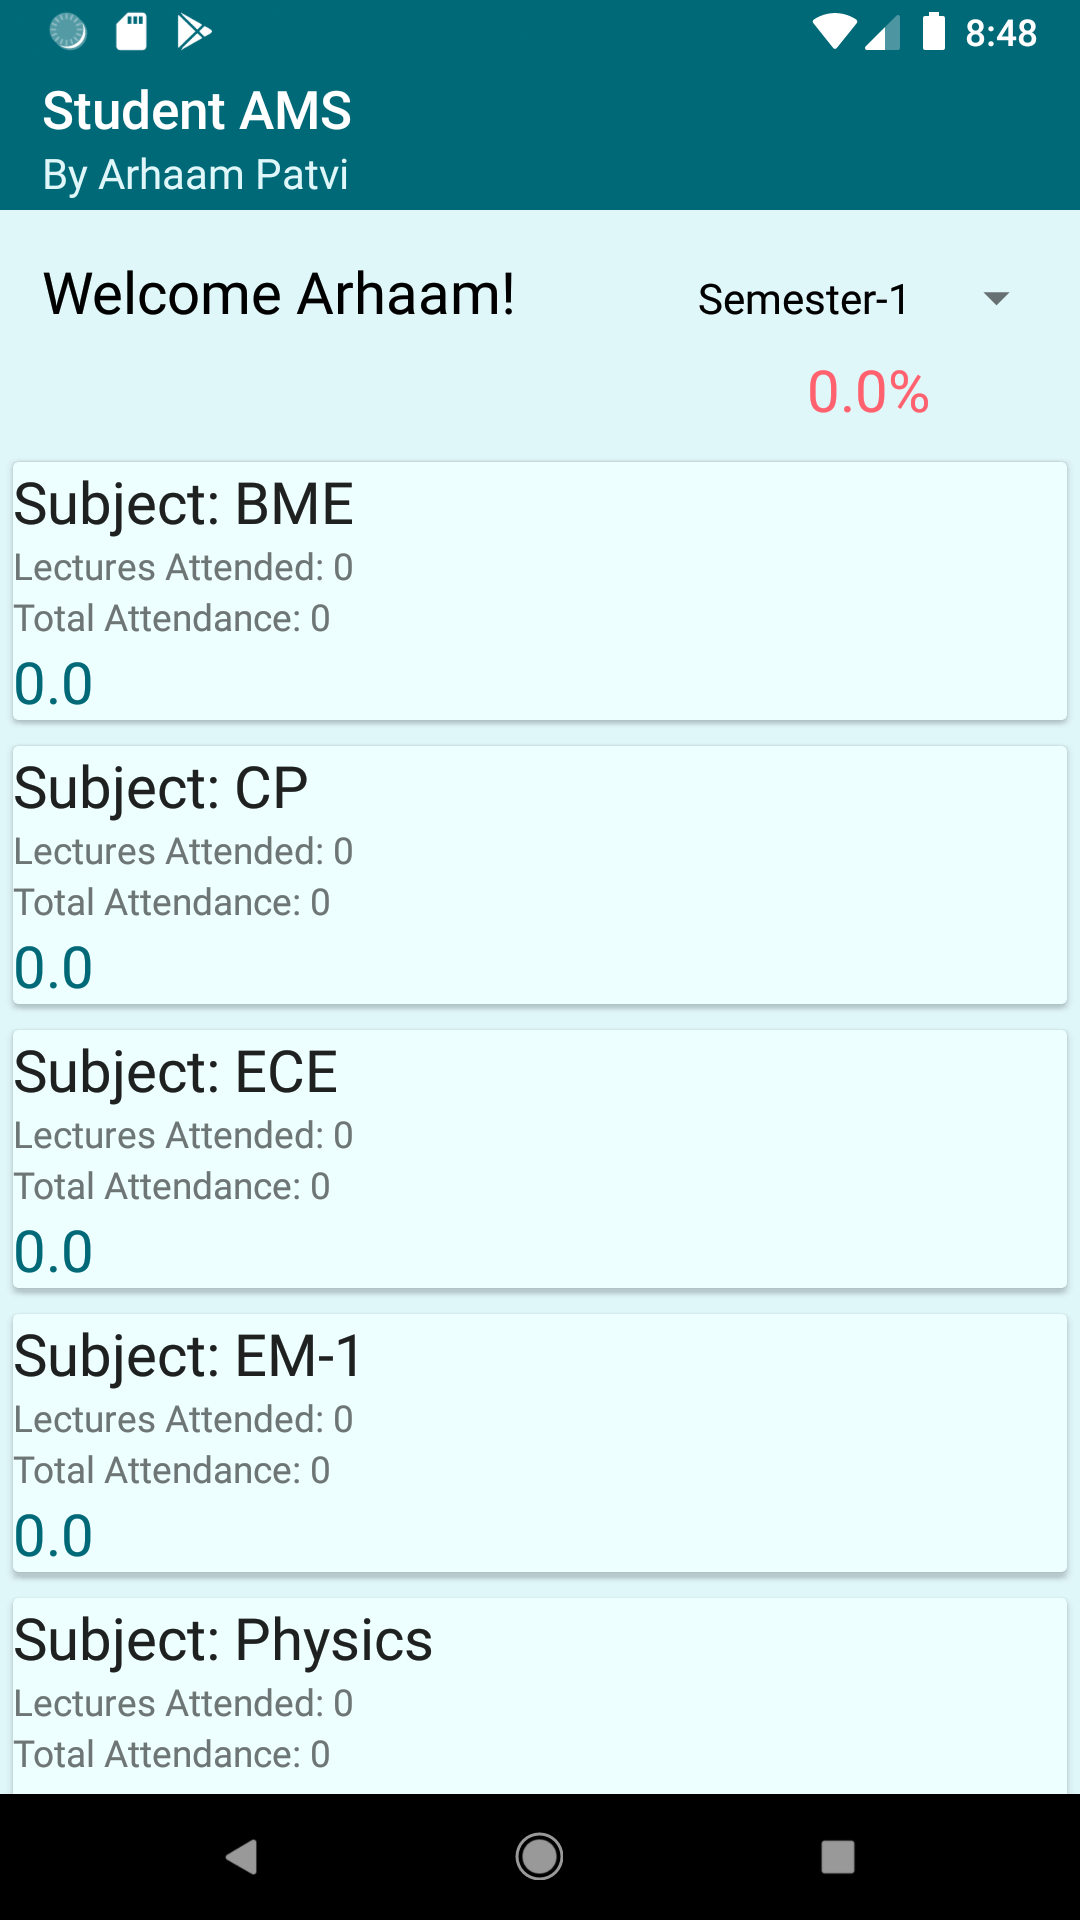 8:48
Student AMS
By Arhaam Patvi
Welcome Arhaam!
Semester-1
0.0%
Subject: BME
Lectures Attended: 0
Total Attendance: 0
0.0
Subject: CP
Lectures Attended: 0
Total Attendance: 0
0.0
Subject: ECE
Lectures Attended: 0
Total Attendance: 0
0.0
Subject: EM-1
Lectures Attended: 0
Total Attendance: 0
0.0
Subject: Physics
Lectures Attended: 0
Total Attendance: 0